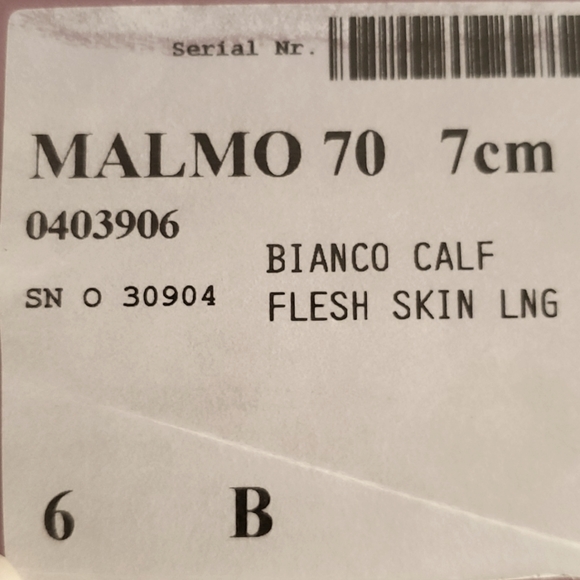 Serial Nr.
MALMO 70 7cm
0403906
BIANCO CALF
SN O 30904
FLESH SKIN LNG
6 B